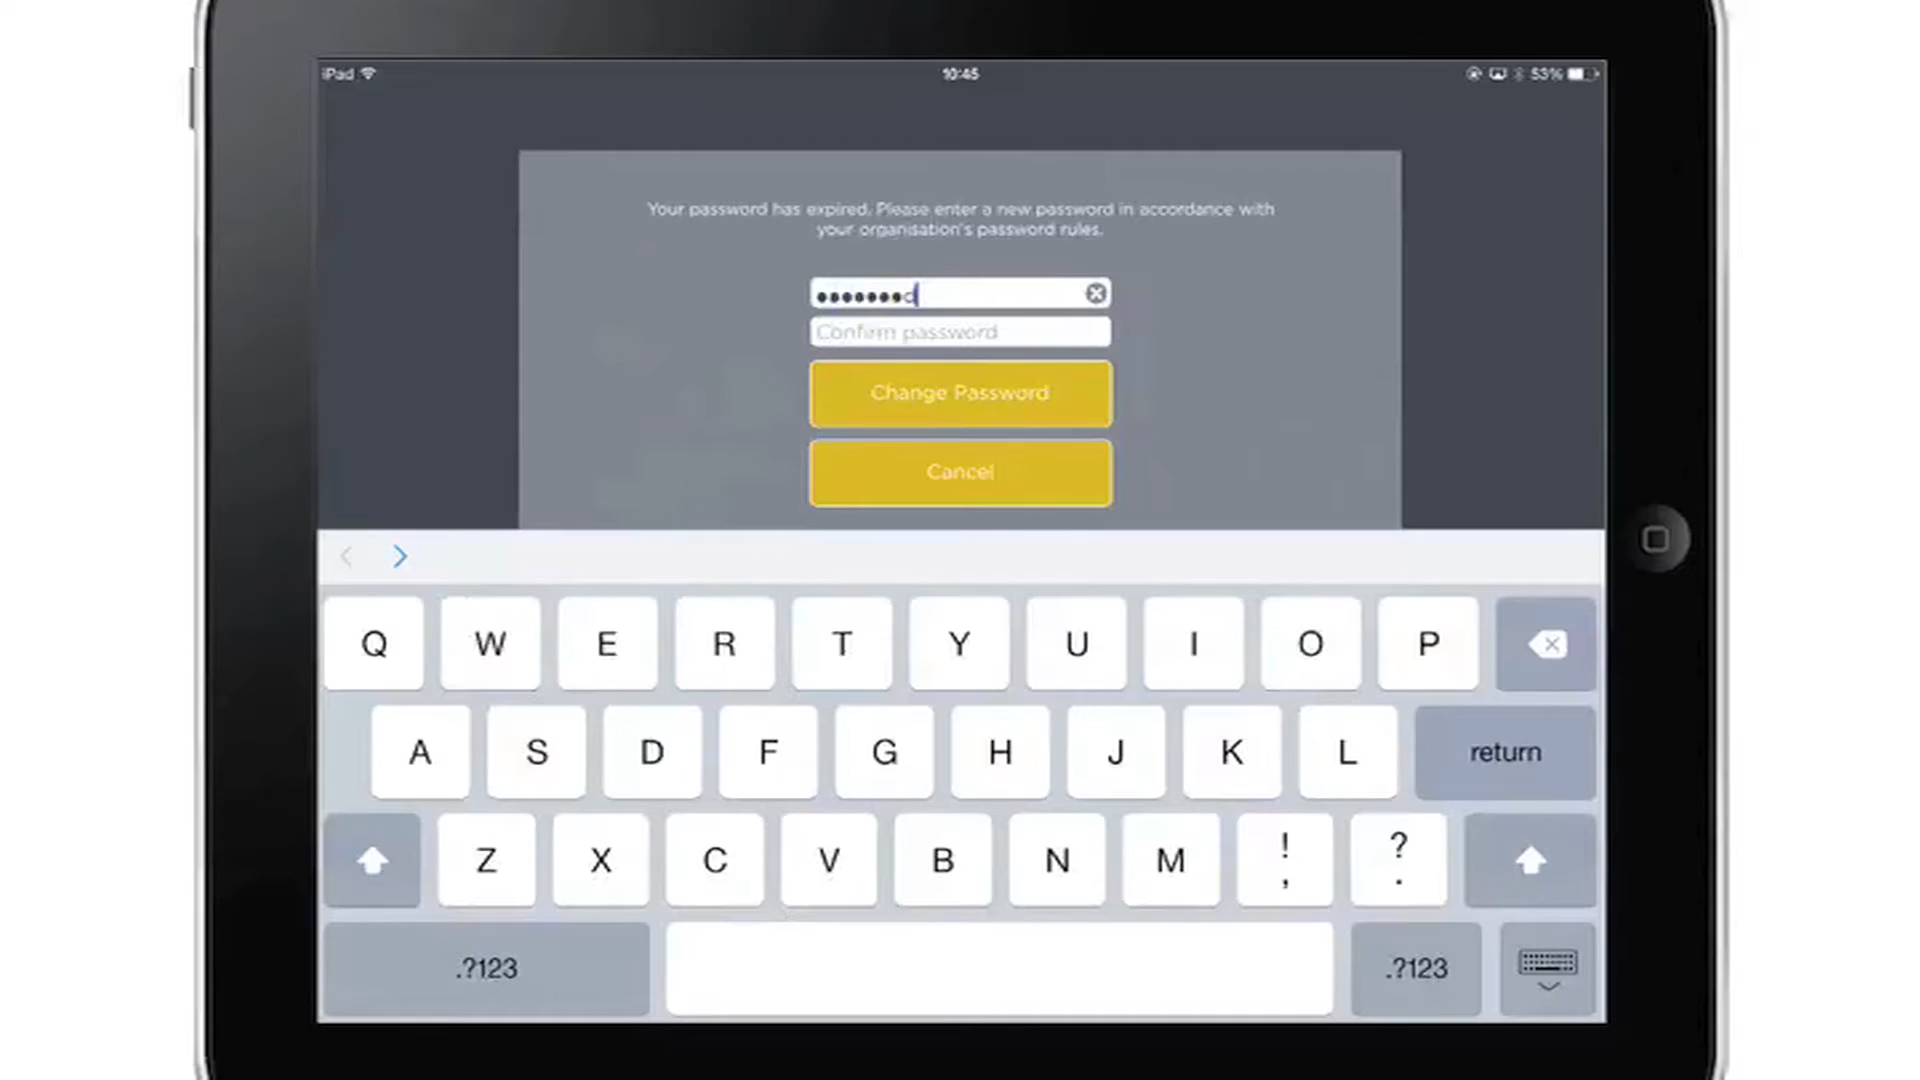 iPad 10:45 53%
Your password has expired. Please enter a new password in accordance with
your organisation's password rules.
●●●●●●●d
Confirm password
Change Password
Cancel
Q W E R T Y U I O P
A S D F G H J K L return
Z X C V B N M ! , ? .
.?123 .?123